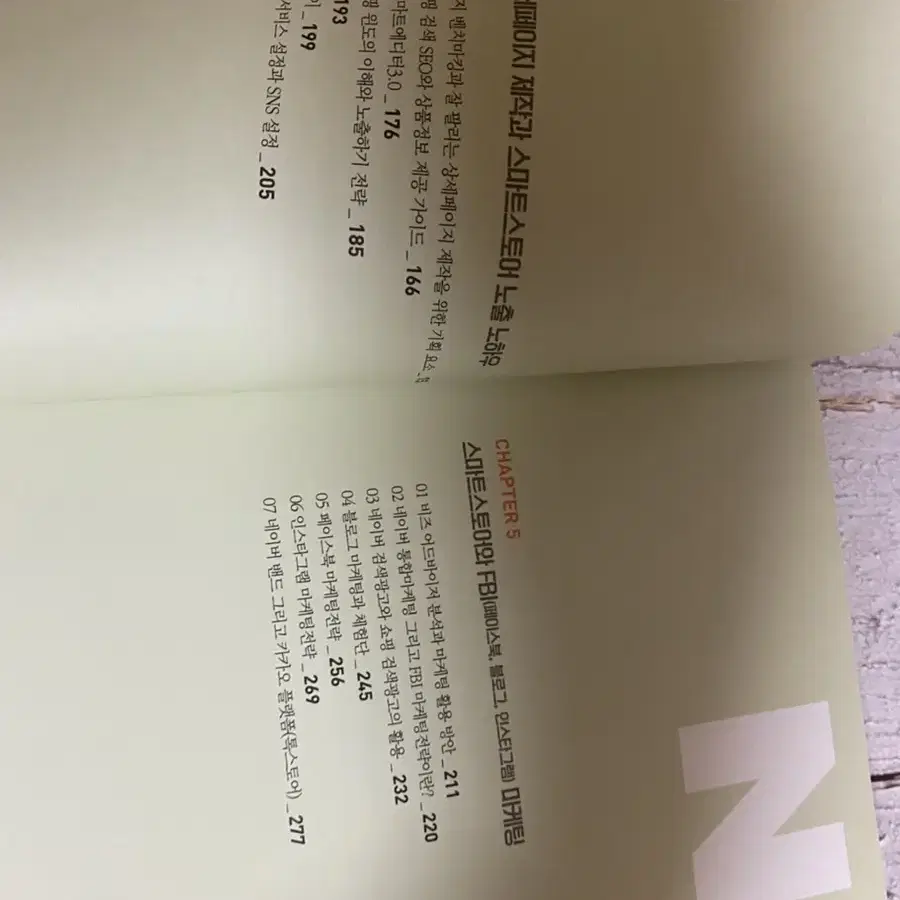 세페이지 제작과 스마트스토어 노출 노하우
지 벤치마킹과 잘 팔리는 상세페이지 제작을 위한 기획 요소
핑 검색 SEO와 상품정보 제공 가이드 _ 166
마트에디터3.0 _ 176
핑 윈도의 이해와 노출하기 전략 _ 185
193
이 _ 199
서비스 설정과 SNS 설정 _ 205
CHAPTER 5
스마트스토어와 FBI(페이스북, 블로그, 인스타그램) 마케팅
01 비즈 어드바이저 분석과 마케팅 활용 방안 _ 211
02 네이버 통합마케팅 그리고 FBI 마케팅전략이란? _ 220
03 네이버 검색광고와 쇼핑 검색광고의 활용 _ 232
04 블로그 마케팅과 체험단 _ 245
05 페이스북 마케팅전략 _ 256
06 인스타그램 마케팅전략 _ 269
07 네이버 밴드 그리고 카카오 플랫폼(톡스토어) _ 277
N